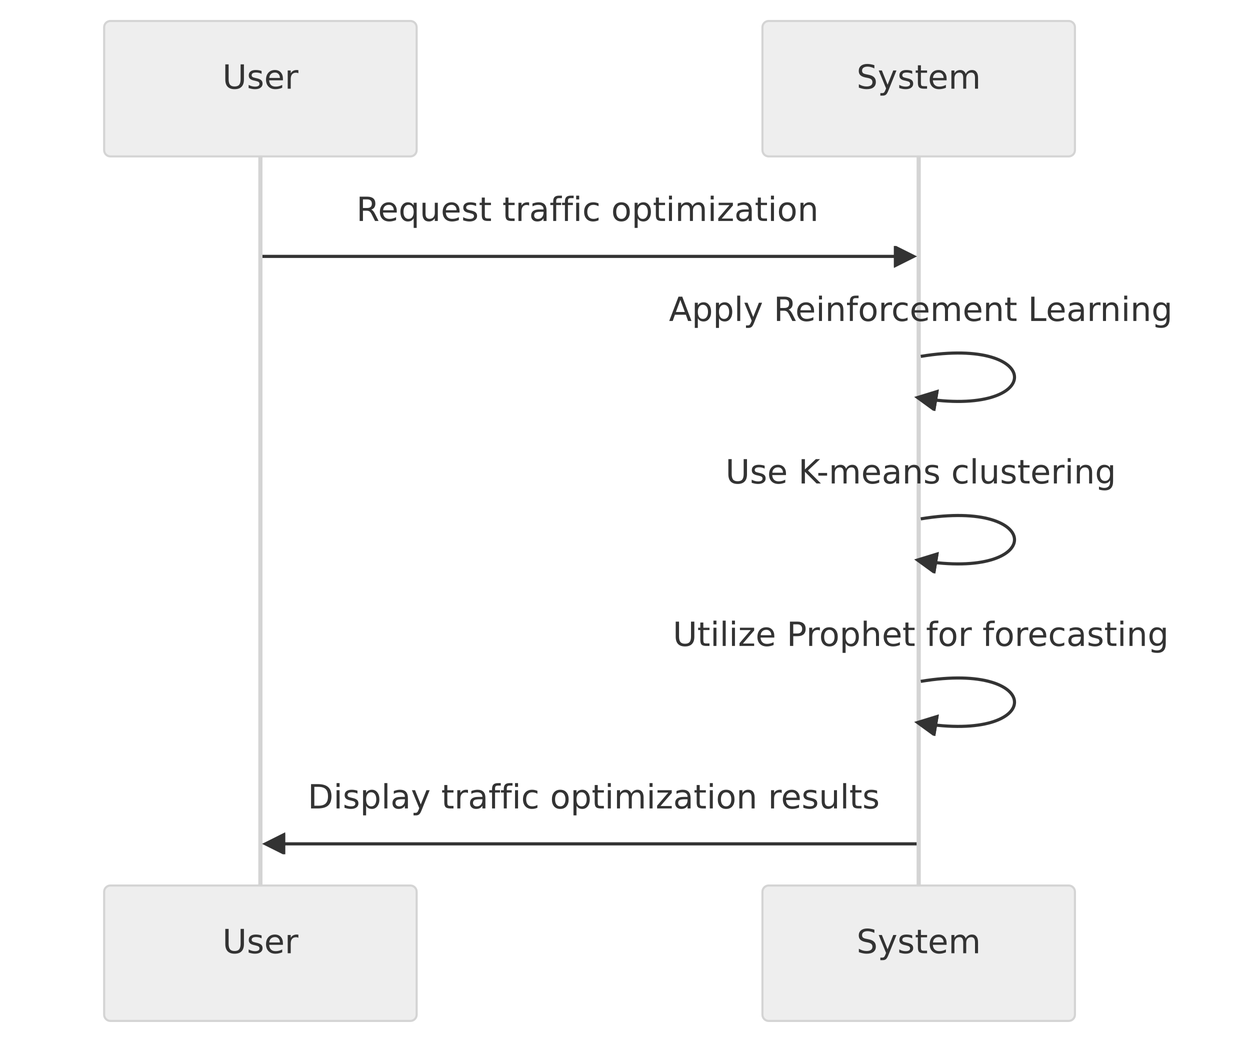 User
System
Request traffic optimization
Apply Reinforcement Learning
Use K-means clustering
Utilize Prophet for forecasting
Display traffic optimization results
User
System